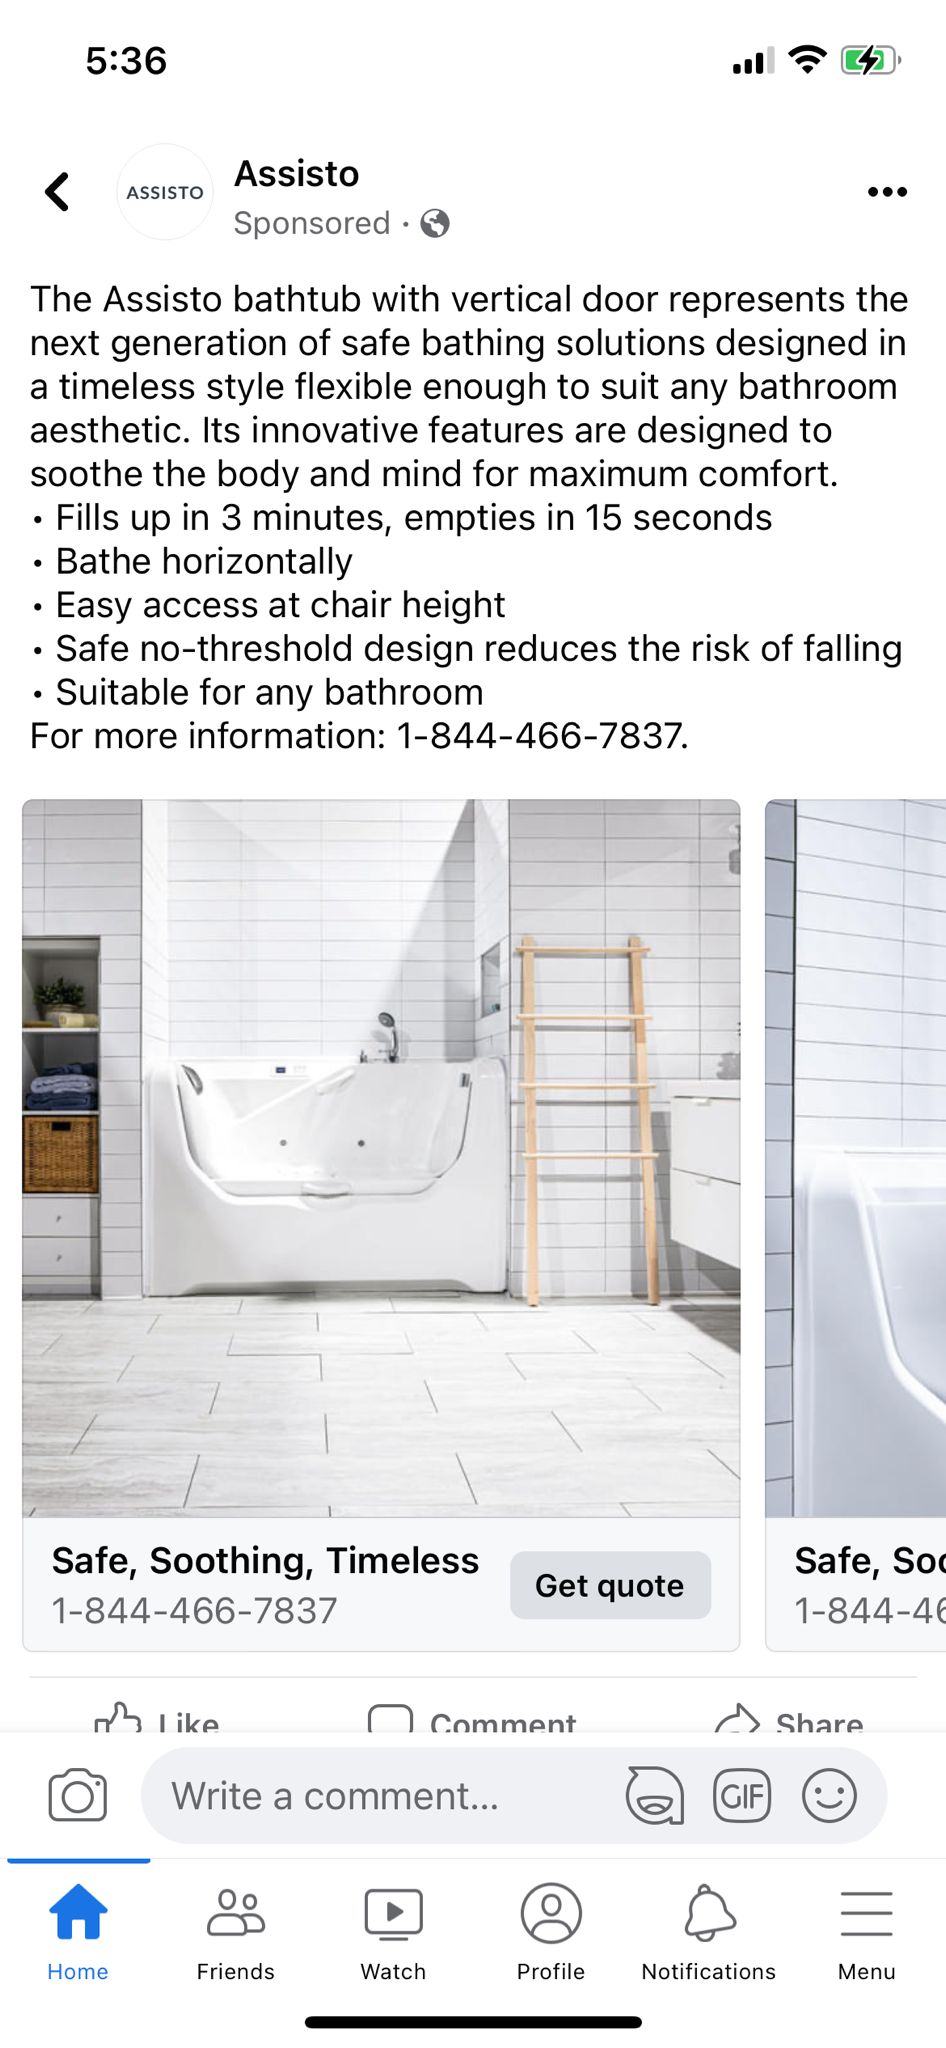 5:36
ASSISTO
Assisto
Sponsored ·
The Assisto bathtub with vertical door represents the
next generation of safe bathing solutions designed in
a timeless style flexible enough to suit any bathroom
aesthetic. Its innovative features are designed to
soothe the body and mind for maximum comfort.
• Fills up in 3 minutes, empties in 15 seconds
• Bathe horizontally
• Easy access at chair height
• Safe no-threshold design reduces the risk of falling
• Suitable for any bathroom
For more information: 1-844-466-7837.
Safe, Soothing, Timeless
1-844-466-7837
Get quote
Safe, Soo
1-844-46
Like Comment Share
Write a comment...
GIF
Home Friends Watch Profile Notifications Menu